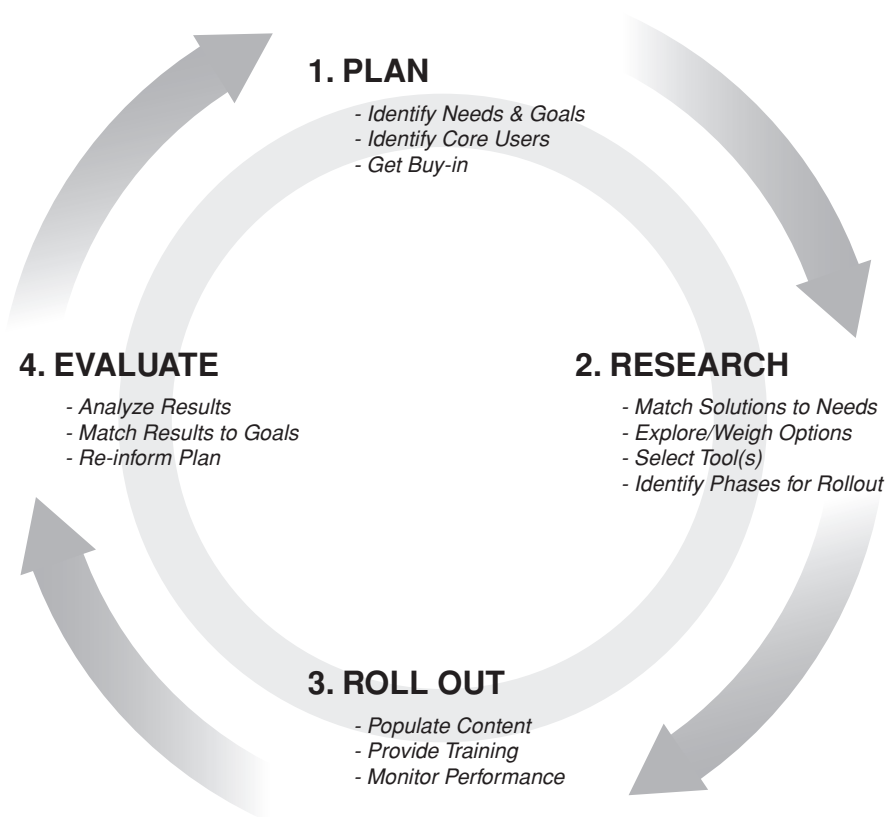 1. PLAN
- Identify Needs & Goals
- Identify Core Users
- Get Buy-in
2. RESEARCH
- Match Solutions to Needs
- Explore/Weigh Options
- Select Tool(s)
- Identify Phases for Rollout
3. ROLL OUT
- Populate Content
- Provide Training
- Monitor Performance
4. EVALUATE
- Analyze Results
- Match Results to Goals
- Re-inform Plan